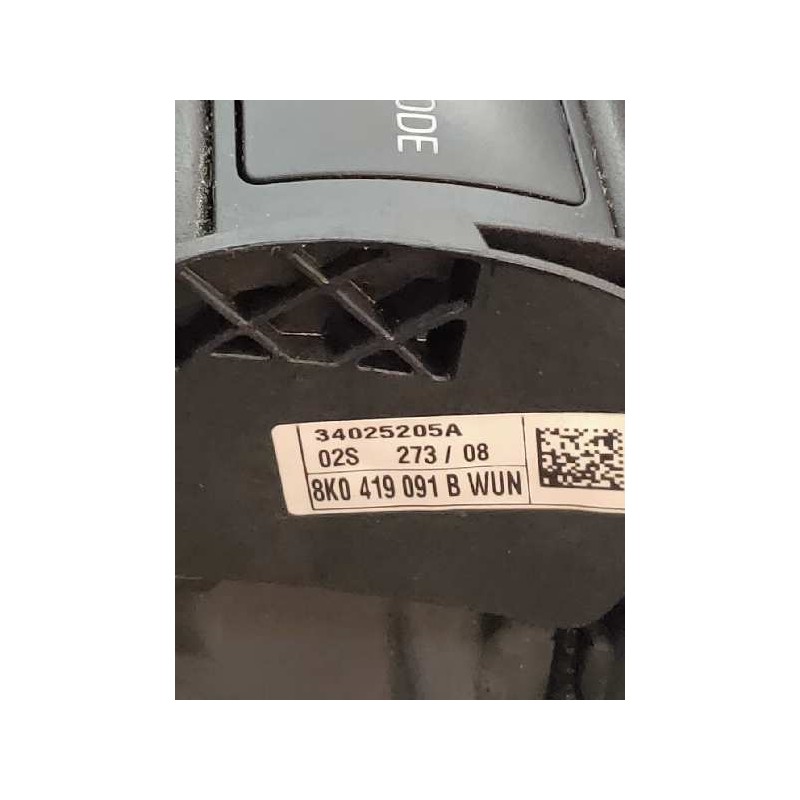 ODE
34025205A
02S 273 / 08
8K0 419 091 B WUN